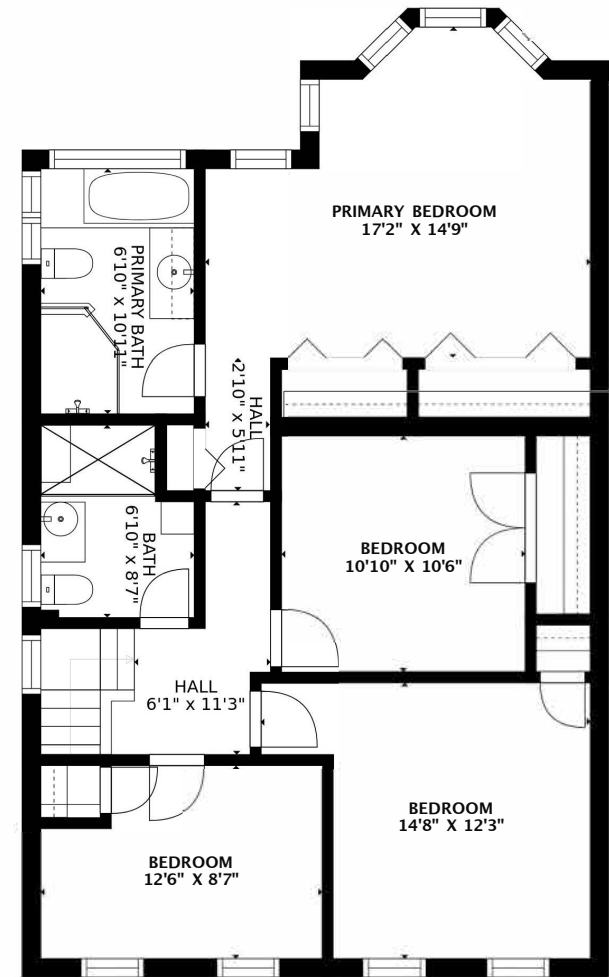 PRIMARY BEDROOM
17'2" X 14'9"
PRIMARY BATH
6'10" x 10'11"
HALL
2'10" x 5'11"
BATH
6'10" x 8'7"
BEDROOM
10'10" X 10'6"
HALL
6'1" x 11'3"
BEDROOM
14'8" X 12'3"
BEDROOM
12'6" X 8'7"